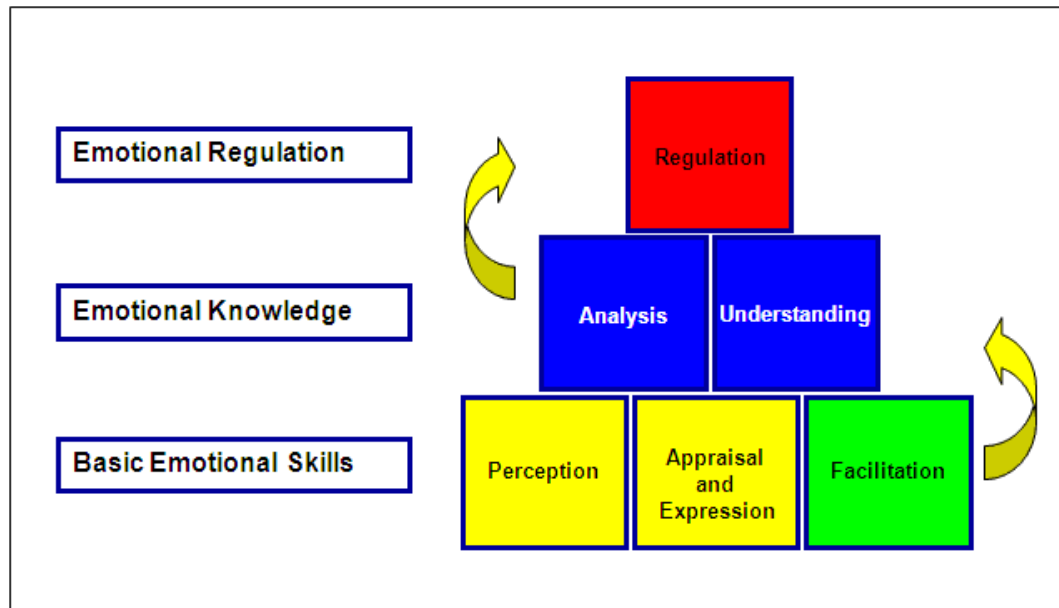 Emotional Regulation
Regulation
Emotional Knowledge
Analysis
Understanding
Basic Emotional Skills
Perception
Appraisal
and
Expression
Facilitation